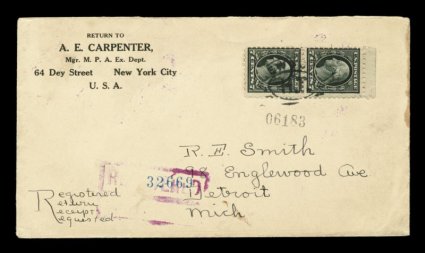 RETURN TO
A. E. CARPENTER,
Mgr. M. P. A. Ex. Dept.
64 Dey Street New York City
U. S. A.
06183
R. E. Smith
98 Englewood Ave
Detroit
Mich
32669
Registered
Return
Receipt
Requested